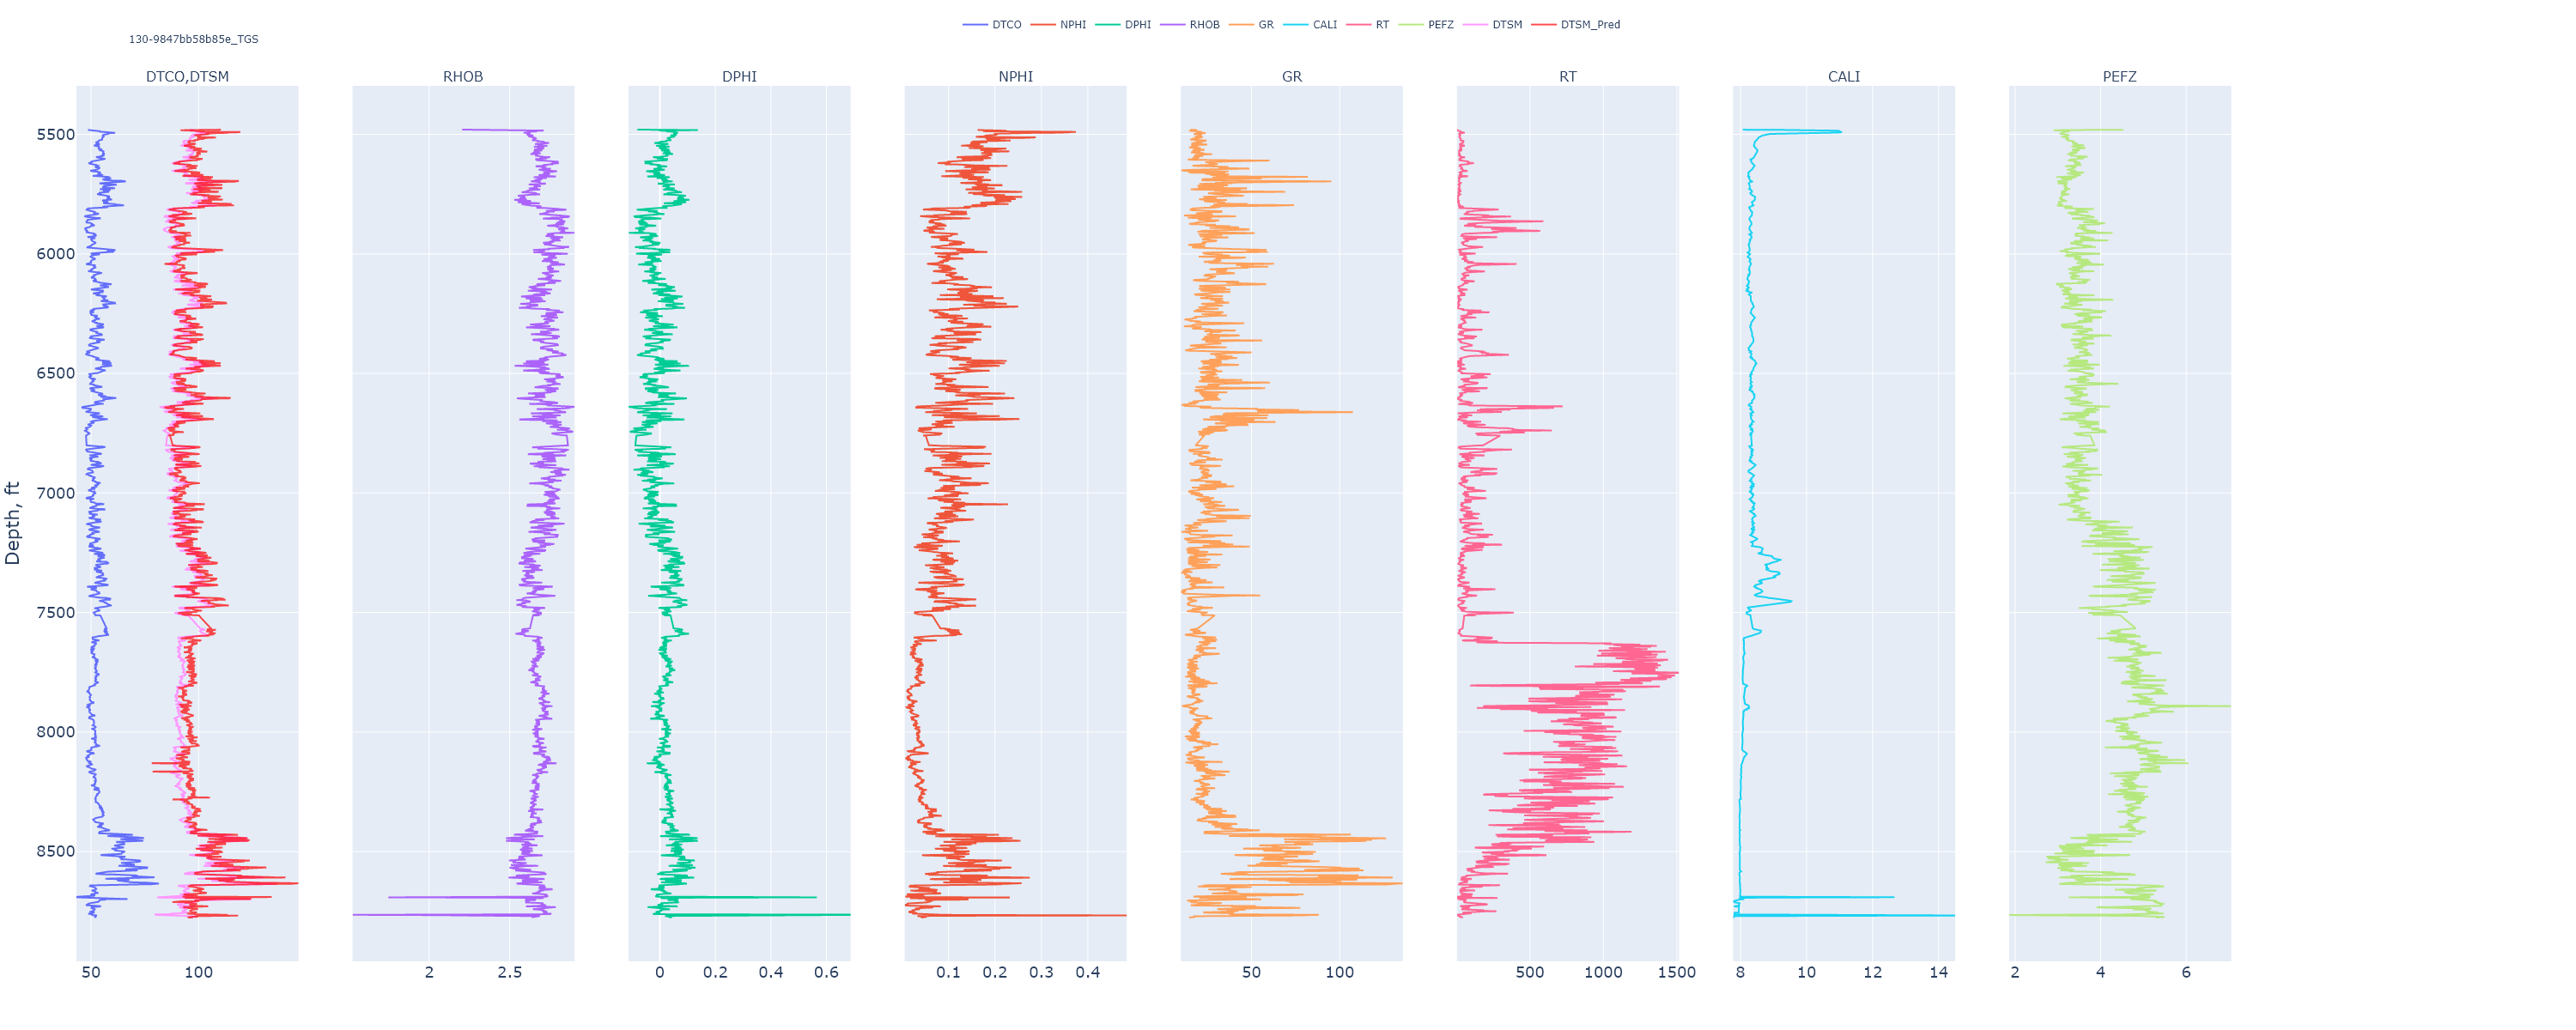 DTCO NPHI DPHI RHOB GR CALI RT PEFZ DTSM DTSM_Pred
130-9847bb58b85e_TGS
DTCO,DTSM RHOB DPHI NPHI GR RT CALI PEFZ
5500
6000
6500
7000
7500
8000
8500
Depth, ft
50 100 2 2.5 0 0.2 0.4 0.6 0.1 0.2 0.3 0.4 50 100 500 1000 1500 8 10 12 14 2 4 6